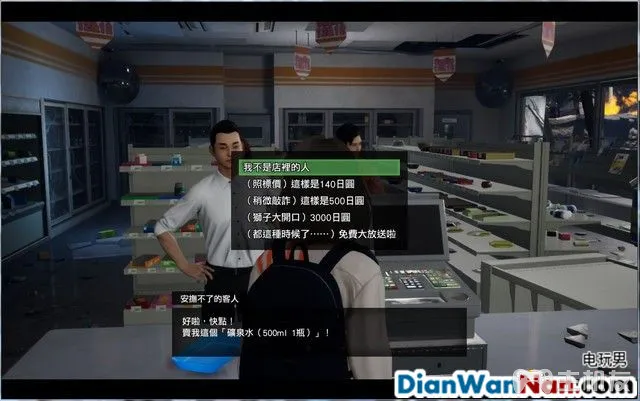 我不是店裡的人
（照標價）這樣是140日圓
（稍微敲詐）這樣是500日圓
（獅子大開口）3000日圓
（都這種時候了……）免費大放送啦
安撫不了的客人
好啦，快點！
賣我這個「礦泉水（500ml 1瓶）」！
电玩男
DianWanNan.com